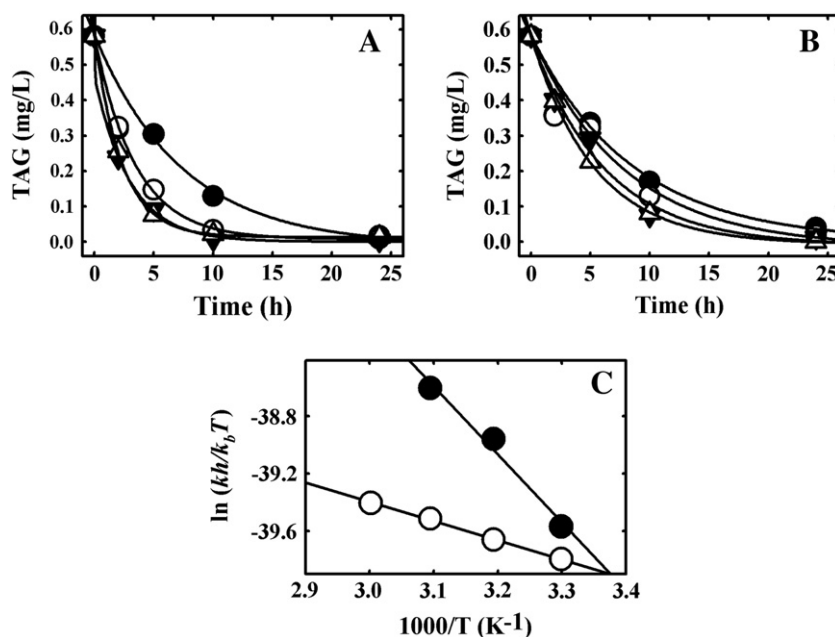 A
TAG (mg/L)
0.6
0.5
0.4
0.3
0.2
0.1
0.0
0 5 10 15 20 25
Time (h)
B
TAG (mg/L)
0.6
0.5
0.4
0.3
0.2
0.1
0.0
0 5 10 15 20 25
Time (h)
C
ln (kh/k_bT)
-38.8
-39.2
-39.6
2.9 3.0 3.1 3.2 3.3 3.4
1000/T (K⁻¹)